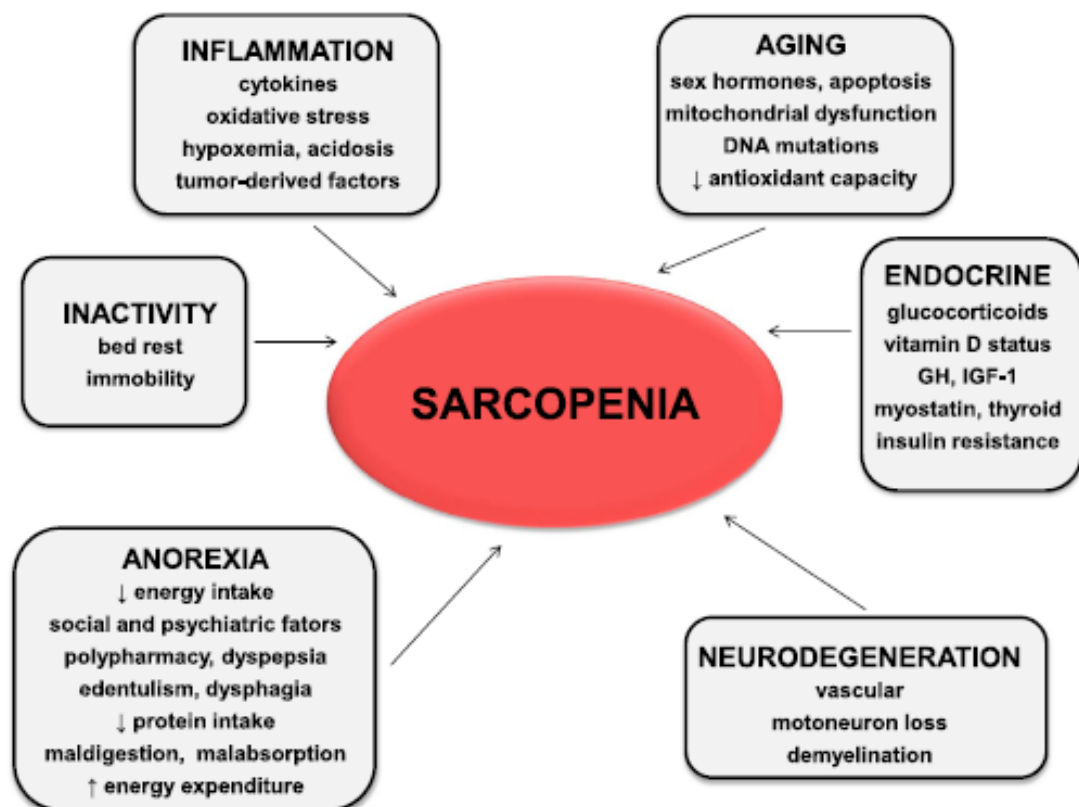 INFLAMMATION
cytokines
oxidative stress
hypoxemia, acidosis
tumor-derived factors
AGING
sex hormones, apoptosis
mitochondrial dysfunction
DNA mutations
↓ antioxidant capacity
INACTIVITY
bed rest
immobility
SARCOPENIA
ENDOCRINE
glucocorticoids
vitamin D status
GH, IGF-1
myostatin, thyroid
insulin resistance
ANOREXIA
↓ energy intake
social and psychiatric fators
polypharmacy, dyspepsia
edentulism, dysphagia
↓ protein intake
maldigestion, malabsorption
↑ energy expenditure
NEURODEGENERATION
vascular
motoneuron loss
demyelination